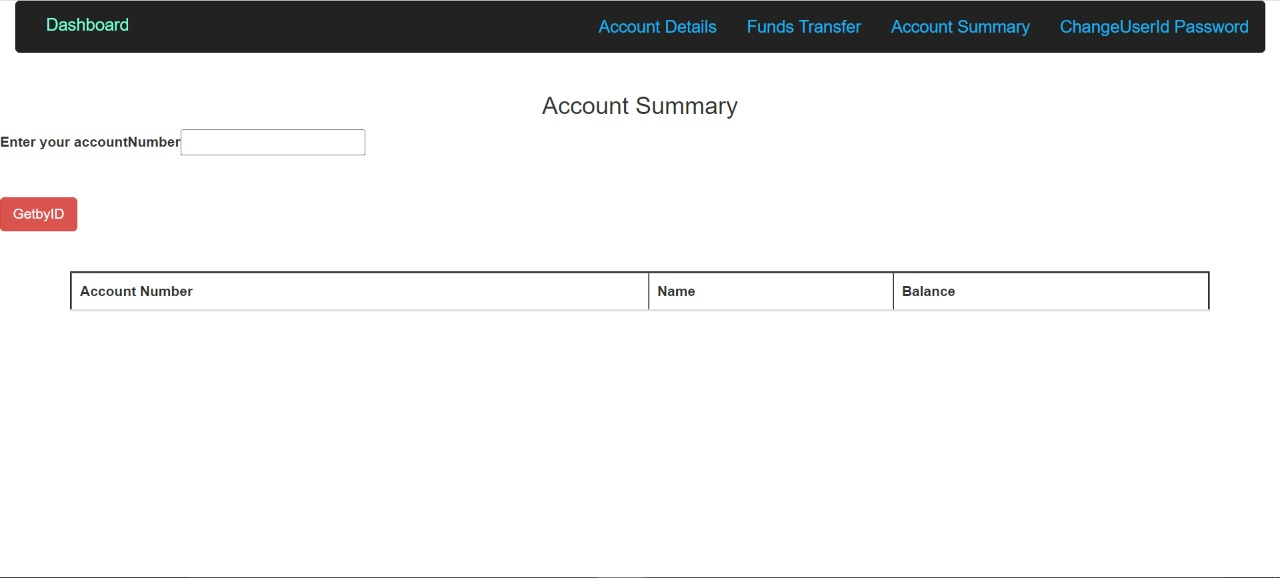 Dashboard Account Details Funds Transfer Account Summary ChangeUserId Password
Account Summary
Enter your accountNumber
GetbyID
Account Number Name Balance